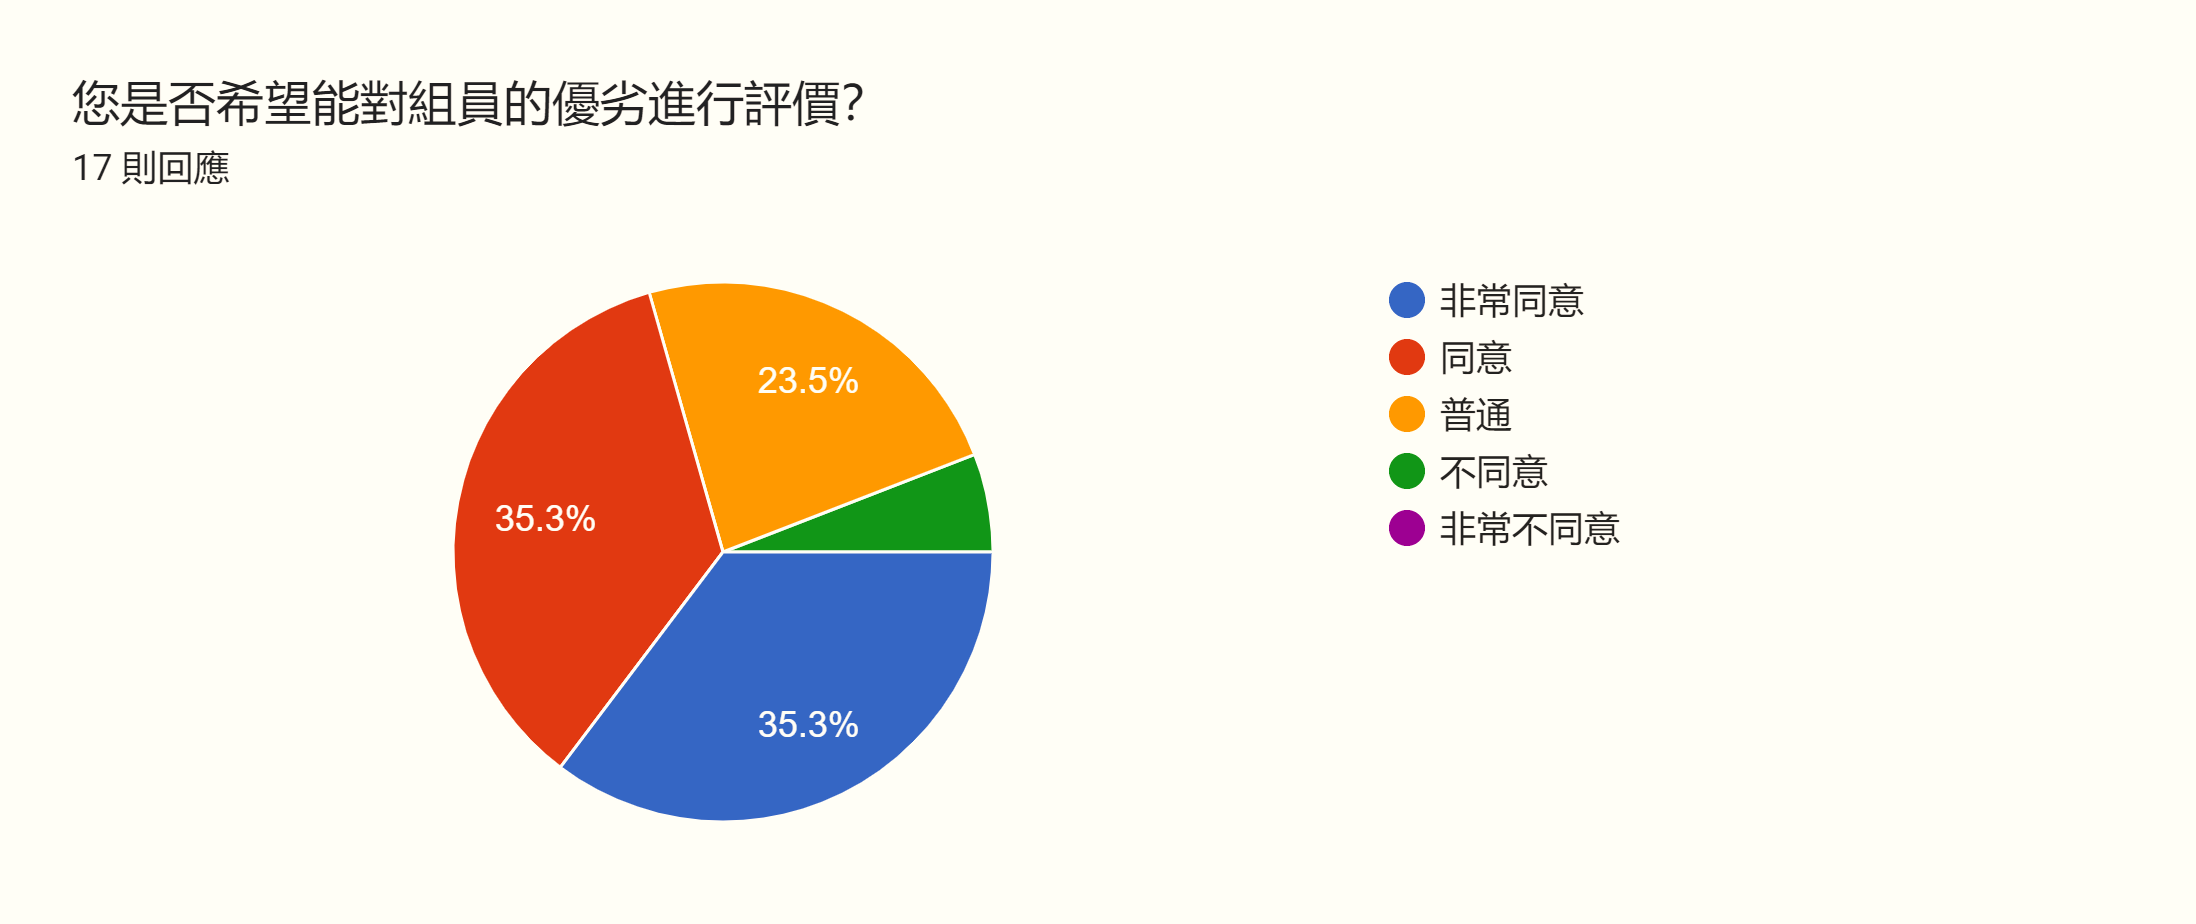 您是否希望能對組員的優劣進行評價？
17 則回應
23.5%
35.3%
35.3%
非常同意
同意
普通
不同意
非常不同意